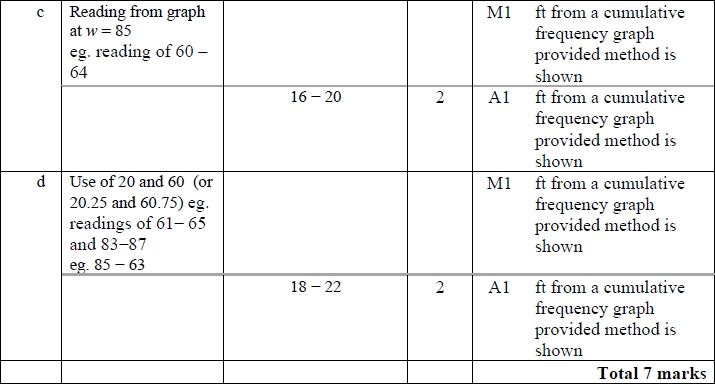 c Reading from graph M1 ft from a cumulative
at w = 85 frequency graph
eg. reading of 60 – provided method is
64 shown
16 – 20 2 A1 ft from a cumulative
frequency graph
provided method is
shown
d Use of 20 and 60 (or M1 ft from a cumulative
20.25 and 60.75) eg. frequency graph
readings of 61– 65 provided method is
and 83–87 shown
eg. 85 – 63
18 – 22 2 A1 ft from a cumulative
frequency graph
provided method is
shown
Total 7 marks